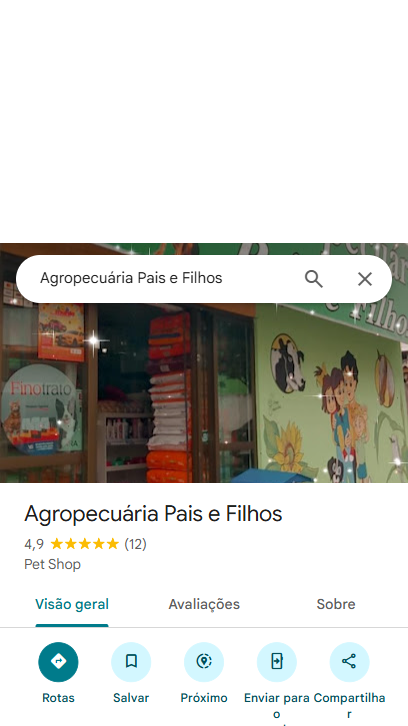 Agropecuária Pais e Filhos
e Filho
Finotrato
Agropecuária Pais e Filhos
4,9 (12)
Pet Shop
Visão geral Avaliações Sobre
Rotas Salvar Próximo Enviar para o Compartilhar